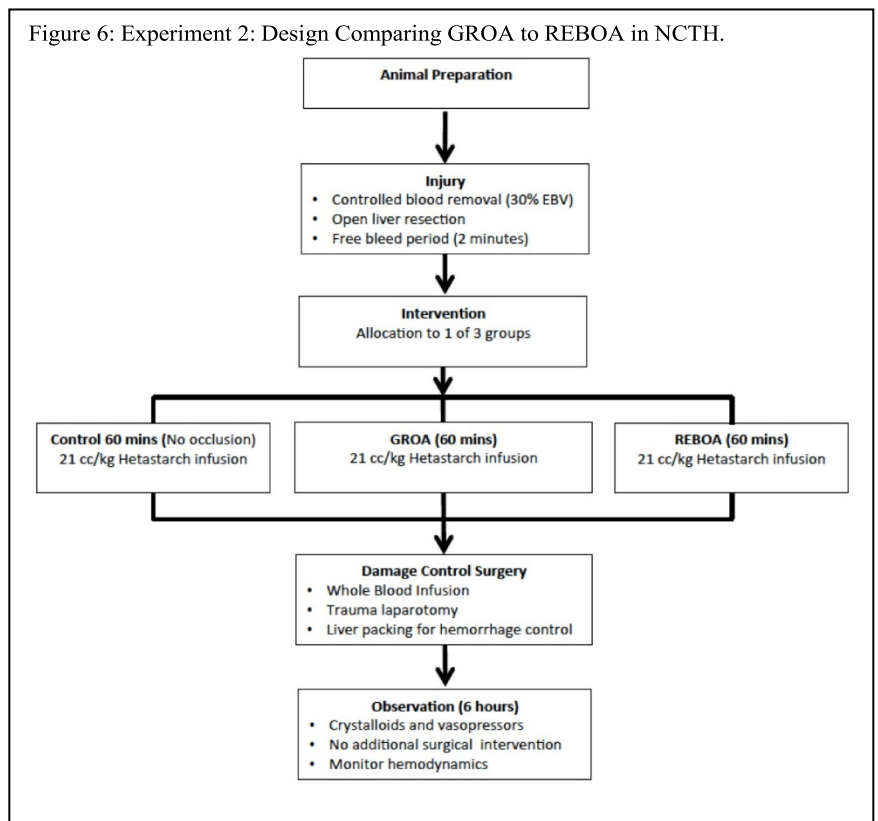 Figure 6: Experiment 2: Design Comparing GROA to REBOA in NCTH.
Animal Preparation
Injury
• Controlled blood removal (30% EBV)
• Open liver resection
• Free bleed period (2 minutes)
Intervention
Allocation to 1 of 3 groups
Control 60 mins (No occlusion)
21 cc/kg Hetastarch infusion
GROA (60 mins)
21 cc/kg Hetastarch infusion
REBOA (60 mins)
21 cc/kg Hetastarch infusion
Damage Control Surgery
• Whole Blood Infusion
• Trauma laparotomy
• Liver packing for hemorrhage control
Observation (6 hours)
• Crystalloids and vasopressors
• No additional surgical intervention
• Monitor hemodynamics